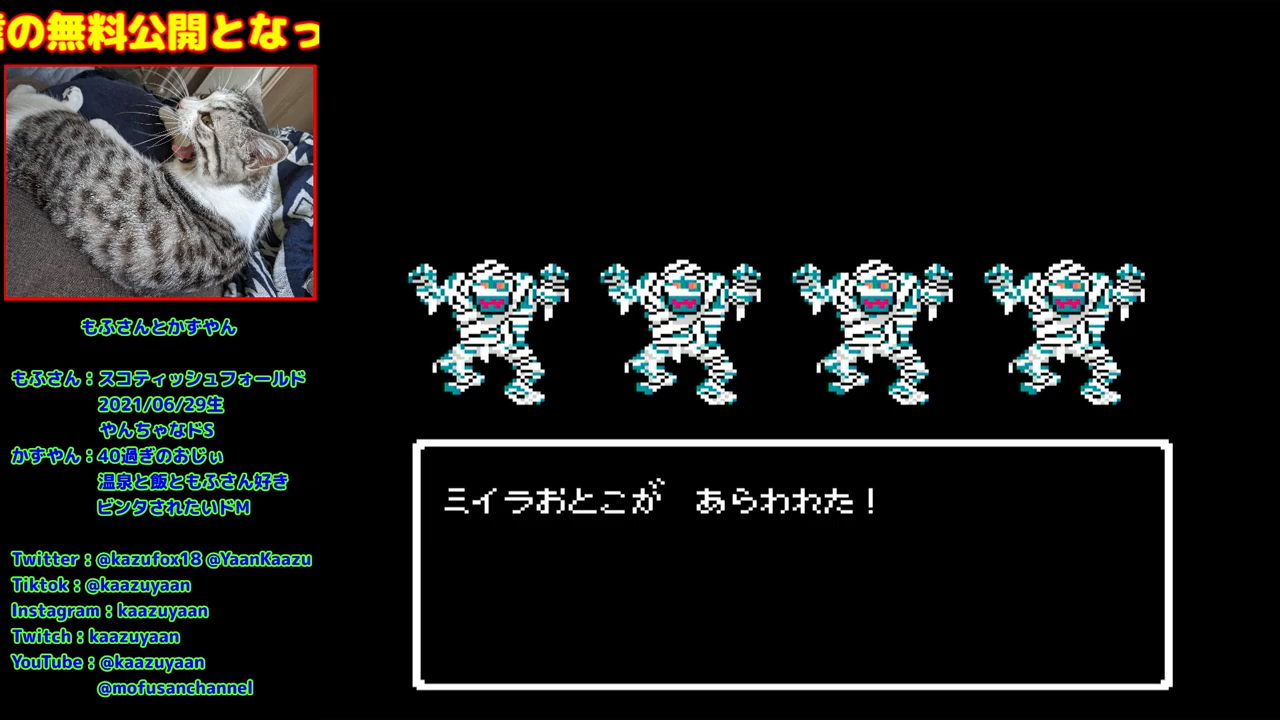 の無料公開となっ
もふさんとかずやん
もふさん：スコティッシュフォールド
2021/06/29生
やんちゃなドS
かずやん：40過ぎのおじぃ
温泉と飯ともふさん好き
ビンタされたいドM
Twitter：@kazufox18 @YaanKaazu
Tiktok：@kaazuyaan
Instagram：kaazuyaan
Twitch：kaazuyaan
YouTube：@kaazuyaan
@mofusanchannel
ミイラおとこが　あらわれた！